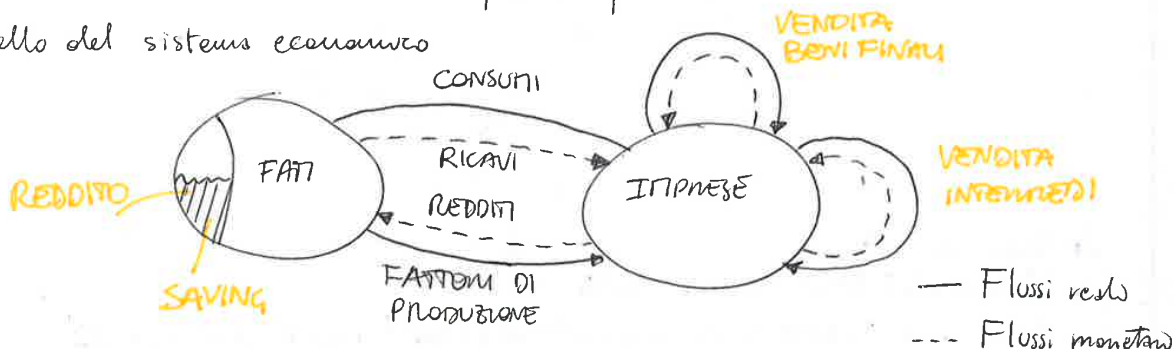 del sistema economico
VENDITA
BENI FINALI
CONSUMI
FAM
RICAVI
IMPRESE
VENDITA
INTERMEDI
REDDITO
REDDITI
SAVING
FATTORI DI
PRODUZIONE
Flussi reali
Flussi monetari